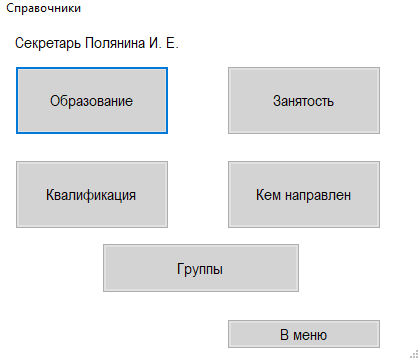 Справочники
Секретарь Полянина И. Е.
Образование
Занятость
Квалификация
Кем направлен
Группы
В меню